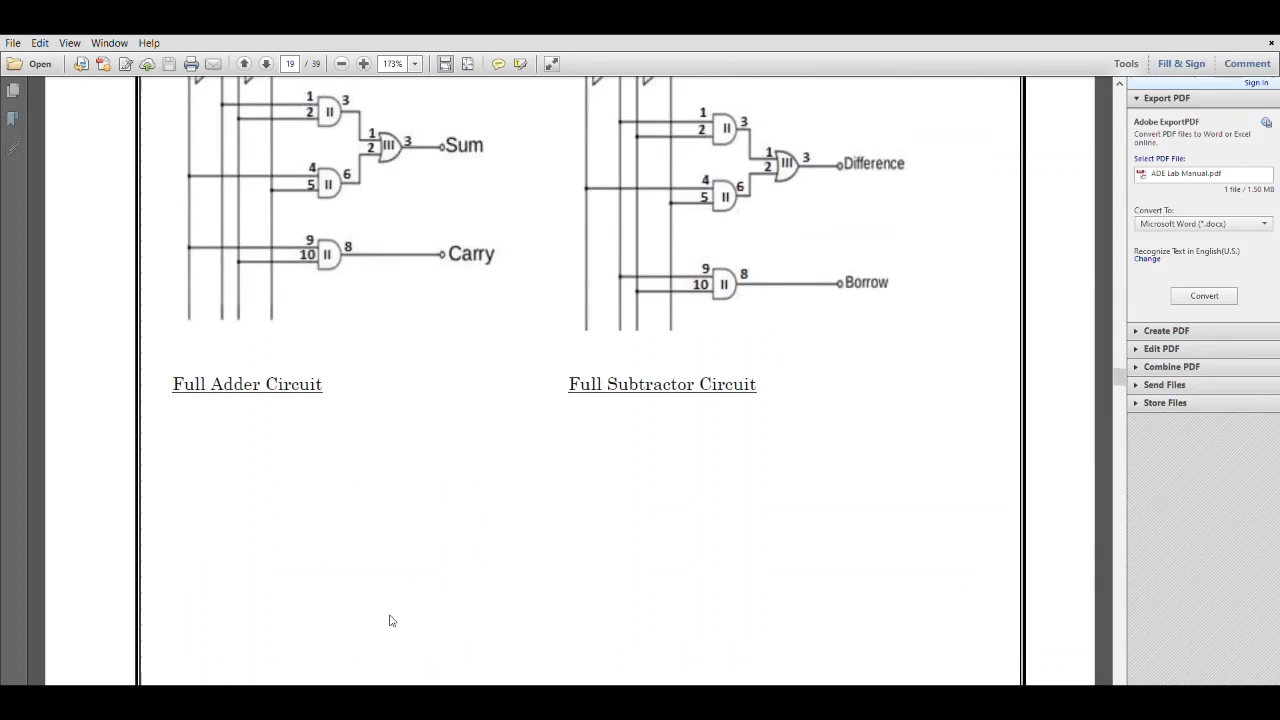 File Edit View Window Help
Open 19 / 39 173% Tools Fill & Sign Comment
Sign In
Export PDF
Adobe ExportPDF
Convert PDF files to Word or Excel
online.
Select PDF File:
ADE Lab Manual.pdf
1 file / 1.50 MB
Convert To:
Microsoft Word (*.docx)
Recognize Text in English(U.S.)
Change
Convert
Create PDF
Edit PDF
Combine PDF
Send Files
Store Files
1 2 II 3
1 2 III 3 Sum
4 5 II 6
9 10 II 8 Carry
1 2 II 3
1 2 III 3 Difference
4 5 II 6
9 10 II 8 Borrow
Full Adder Circuit
Full Subtractor Circuit